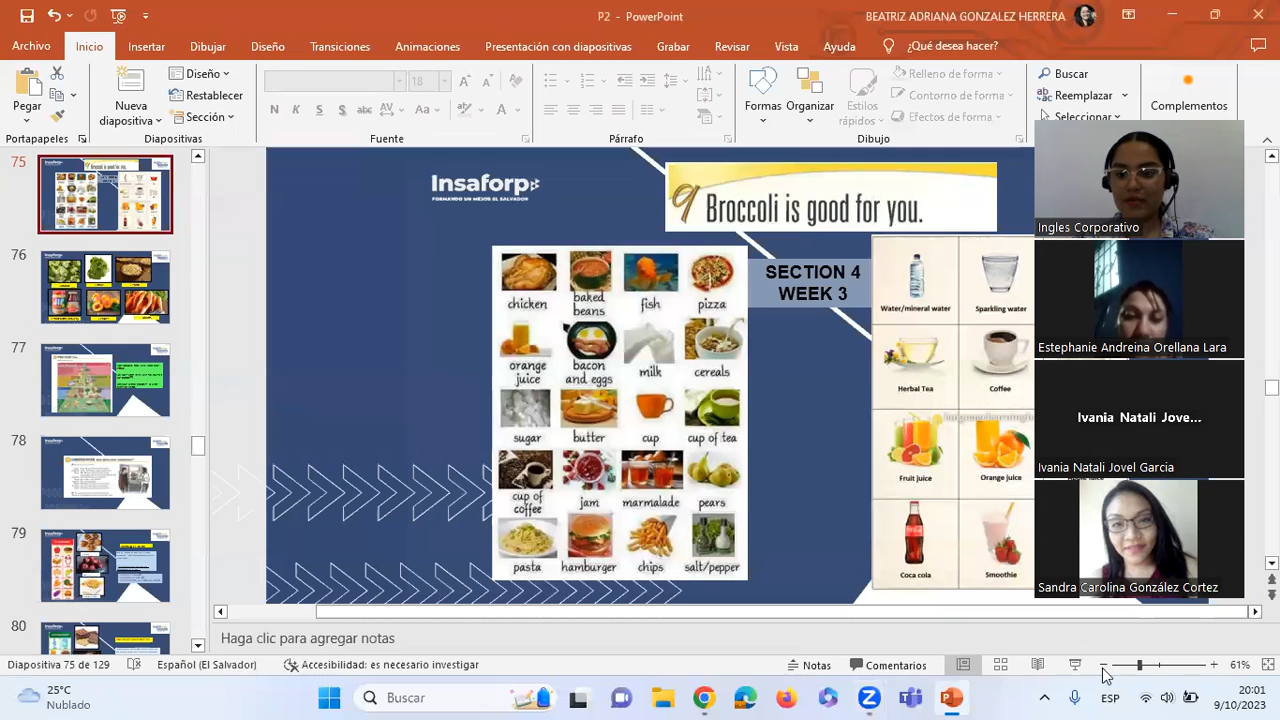 P2 - PowerPoint
BEATRIZ ADRIANA GONZALEZ HERRERA
Archivo Inicio Insertar Dibujar Diseño Transiciones Animaciones Presentación con diapositivas Grabar Revisar Vista Ayuda ¿Qué desea hacer?
Pegar
Portapapeles
Nueva
diapositiva
Diseño
Restablecer
Sección
Diapositivas
18
N K S S abc AV Aa A
Fuente
Párrafo
Formas
Organizar
Estilos
rápidos
Relleno de forma
Contorno de forma
Efectos de forma
Dibujo
Buscar
Reemplazar
Seleccionar
Complementos
75
76
77
78
79
80
Insaforp
FORMANDO UN MEJOR EL SALVADOR
9 Broccoli is good for you.
SECTION 4
WEEK 3
chicken
baked
beans
fish
pizza
orange
juice
bacon
and eggs
milk
cereals
sugar
butter
cup
cup of tea
cup of
coffee
jam
marmalade
pears
pasta
hamburger
chips
salt/pepper
Water/mineral water
Sparkling water
Herbal Tea
Coffee
Fruit juice
Orange juice
Coca cola
Smoothie
Ingles Corporativo
Estephanie Andreina Orellana Lara
Ivania Natali Jove...
Ivania Natali Jovel Garcia
Sandra Carolina González Cortez
Haga clic para agregar notas
Diapositiva 75 de 129
Español (El Salvador)
Accesibilidad: es necesario investigar
Notas
Comentarios
61%
25°C
Nublado
Buscar
ESP
20:01
9/10/2023